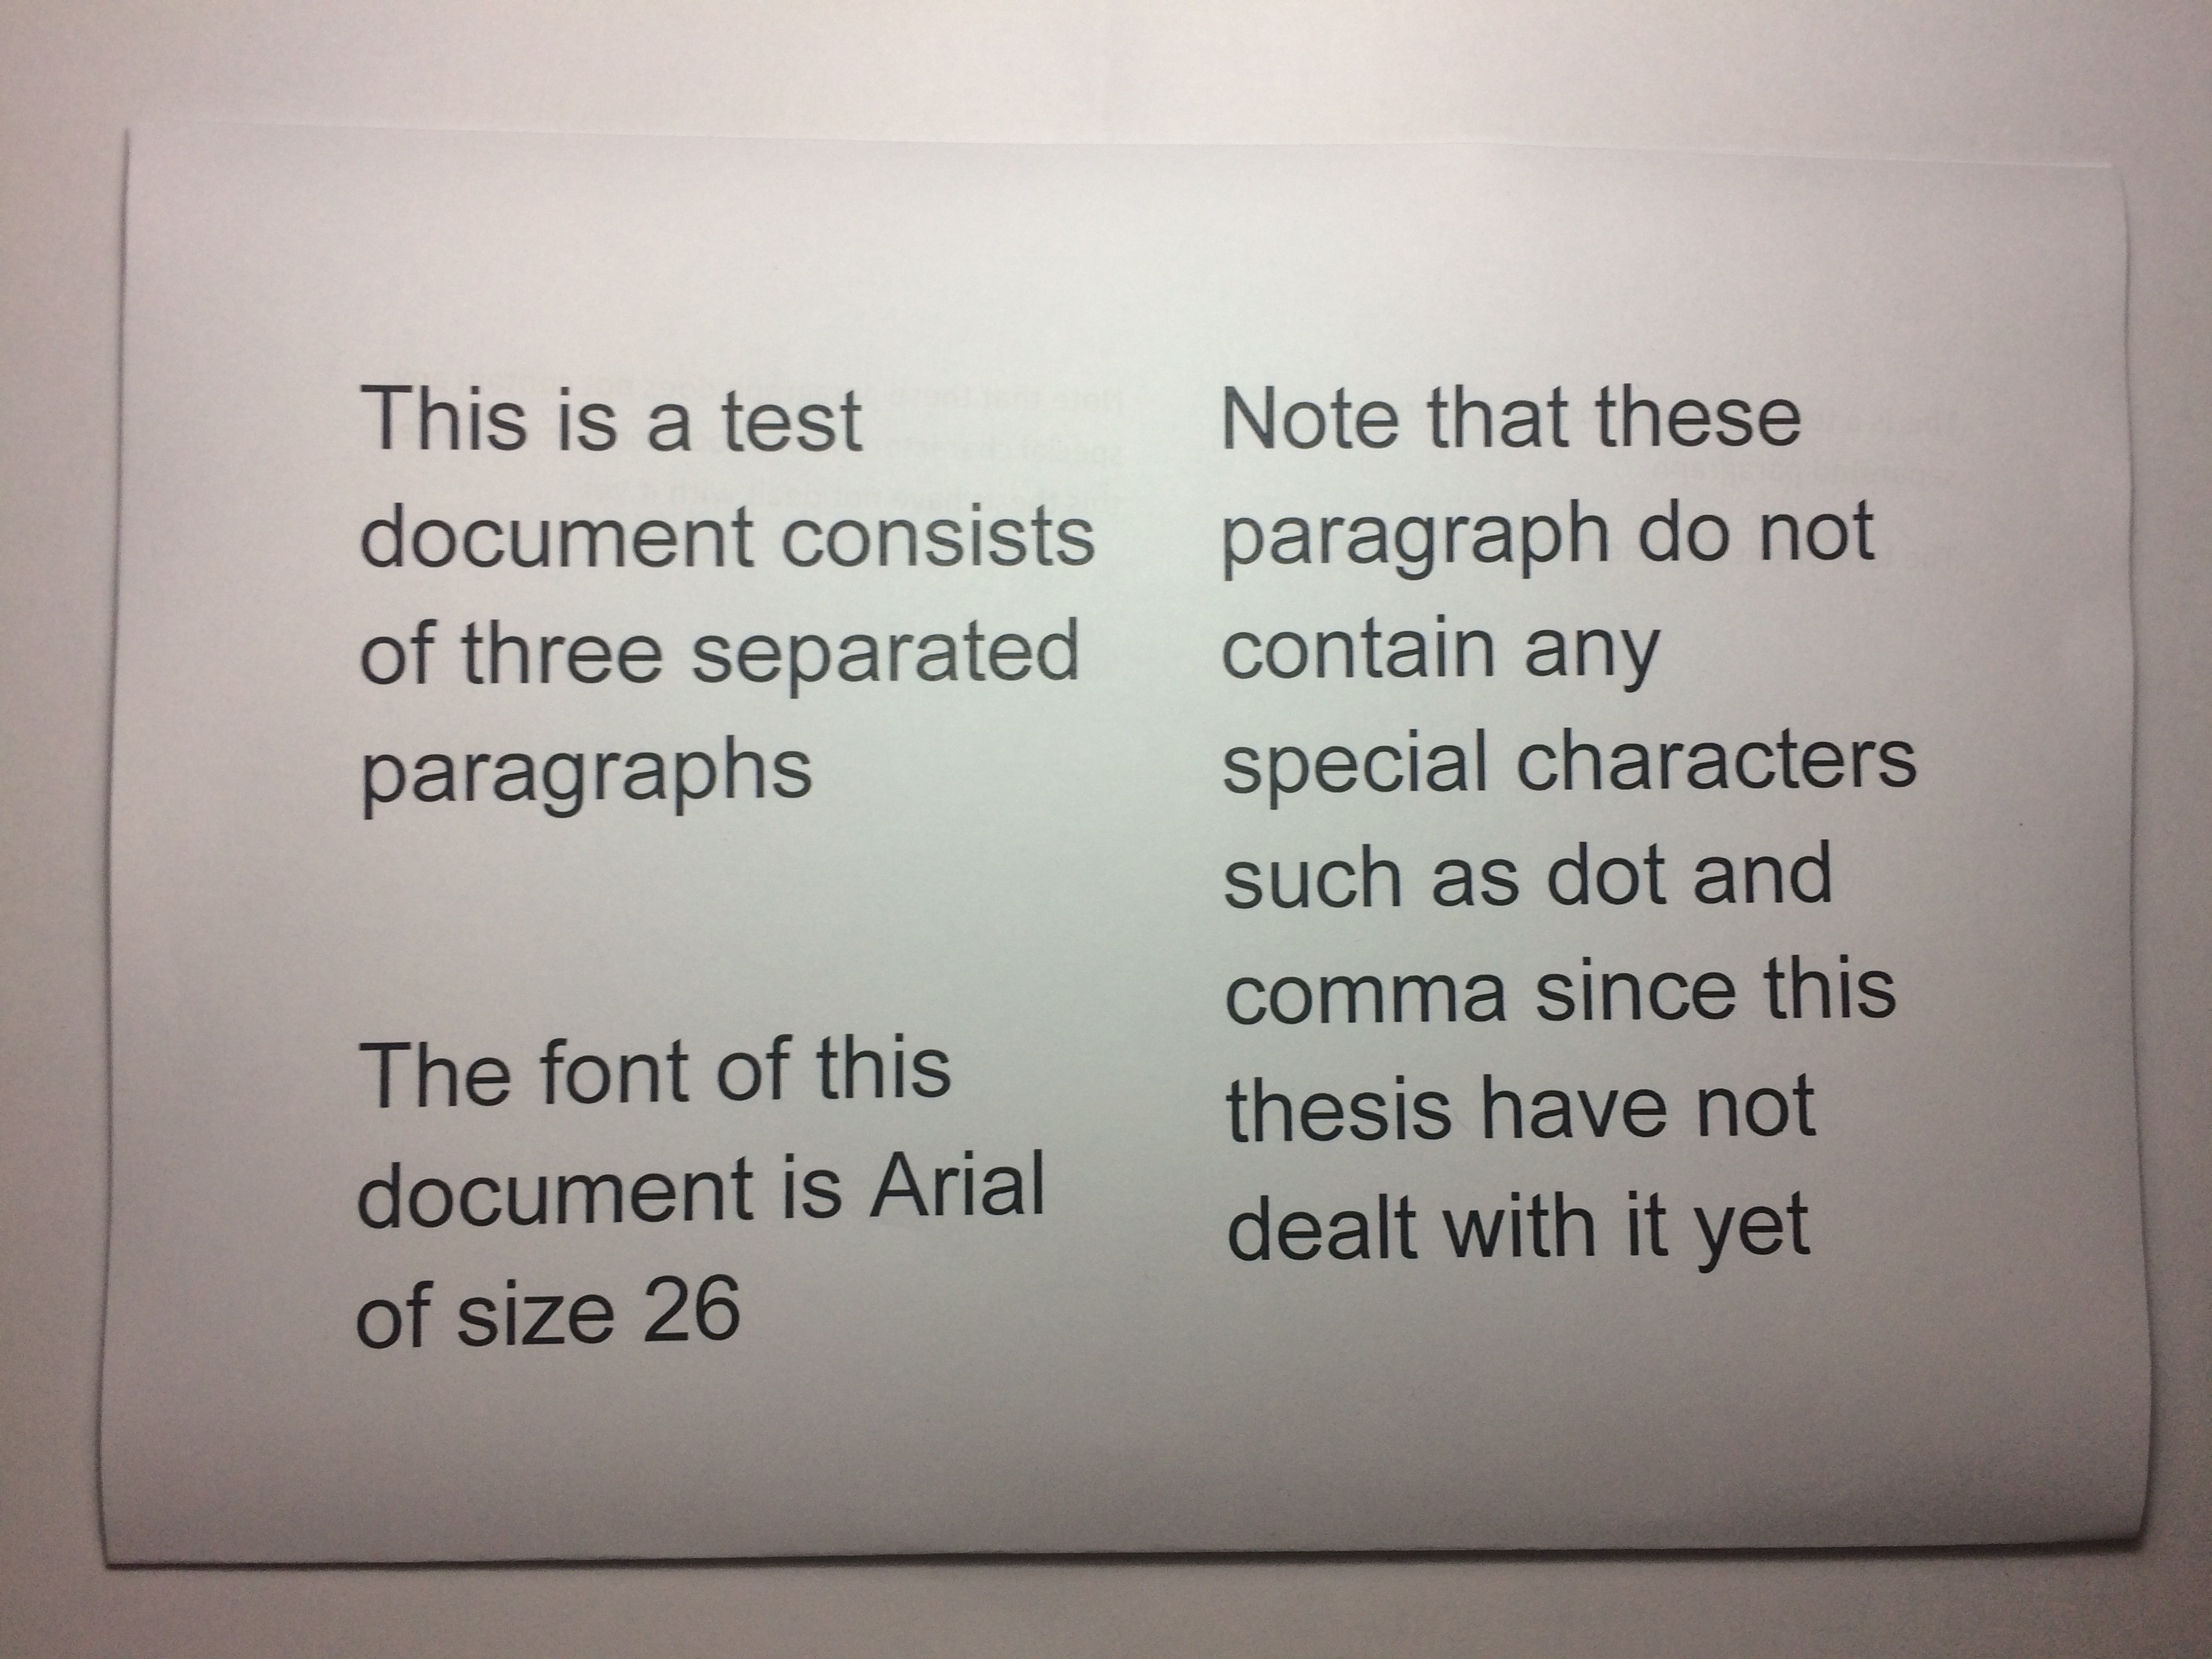 This is a test
document consists
of three separated
paragraphs
The font of this
document is Arial
of size 26
Note that these
paragraph do not
contain any
special characters
such as dot and
comma since this
thesis have not
dealt with it yet